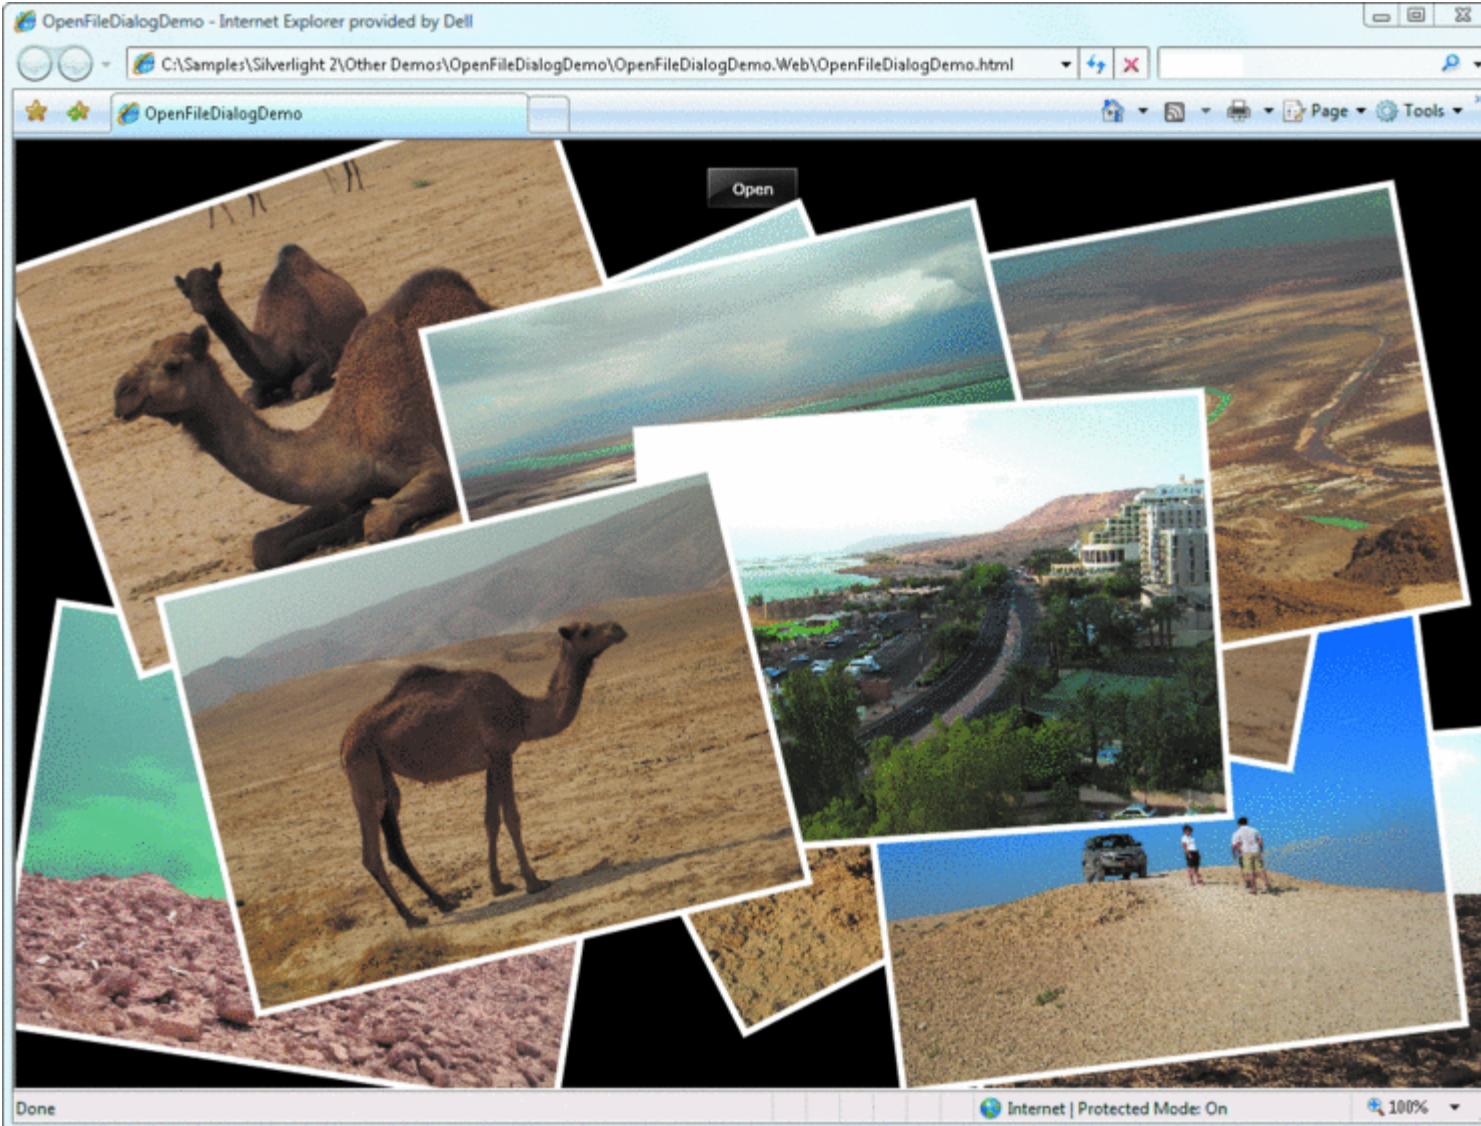 OpenFileDialogDemo - Internet Explorer provided by Dell
C:\Samples\Silverlight 2\Other Demos\OpenFileDialogDemo\OpenFileDialogDemo.Web\OpenFileDialogDemo.html
OpenFileDialogDemo
Page
Tools
Open
Done
Internet | Protected Mode: On
100%